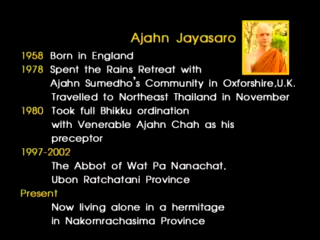 Ajahn Jayasaro
1958 Born in England
1978 Spent the Rains Retreat with
Ajahn Sumedho's Community in Oxforshire,U.K.
Travelled to Northeast Thailand in November
1980 Took full Bhikku ordination
with Venerable Ajahn Chah as his
preceptor
1997-2002
The Abbot of Wat Pa Nanachat,
Ubon Ratchatani Province
Present
Now living alone in a hermitage
in Nakornrachasima Province